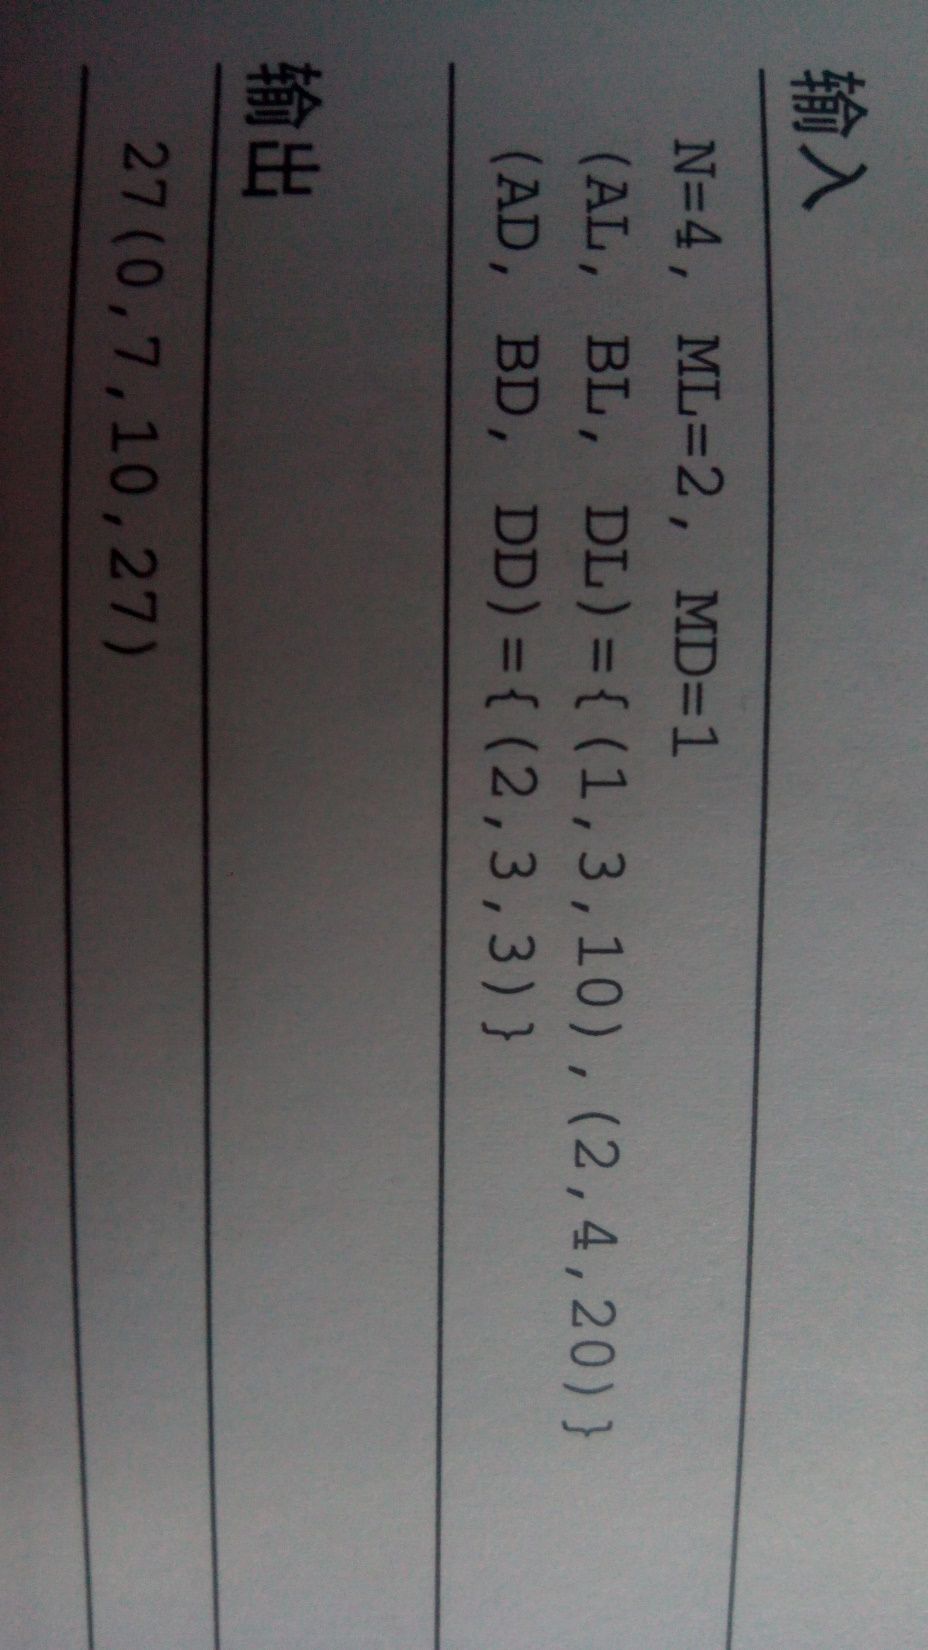 输入
N=4, ML=2, MD=1
(AL, BL, DL)={(1,3,10),(2,4,20)}
(AD, BD, DD)={(2,3,3)}
输出
27(0,7,10,27)